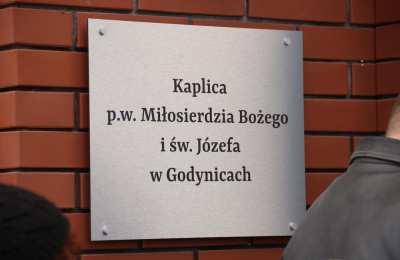 Kaplica
p.w. Miłosierdzia Bożego
i św. Józefa
w Godynicach